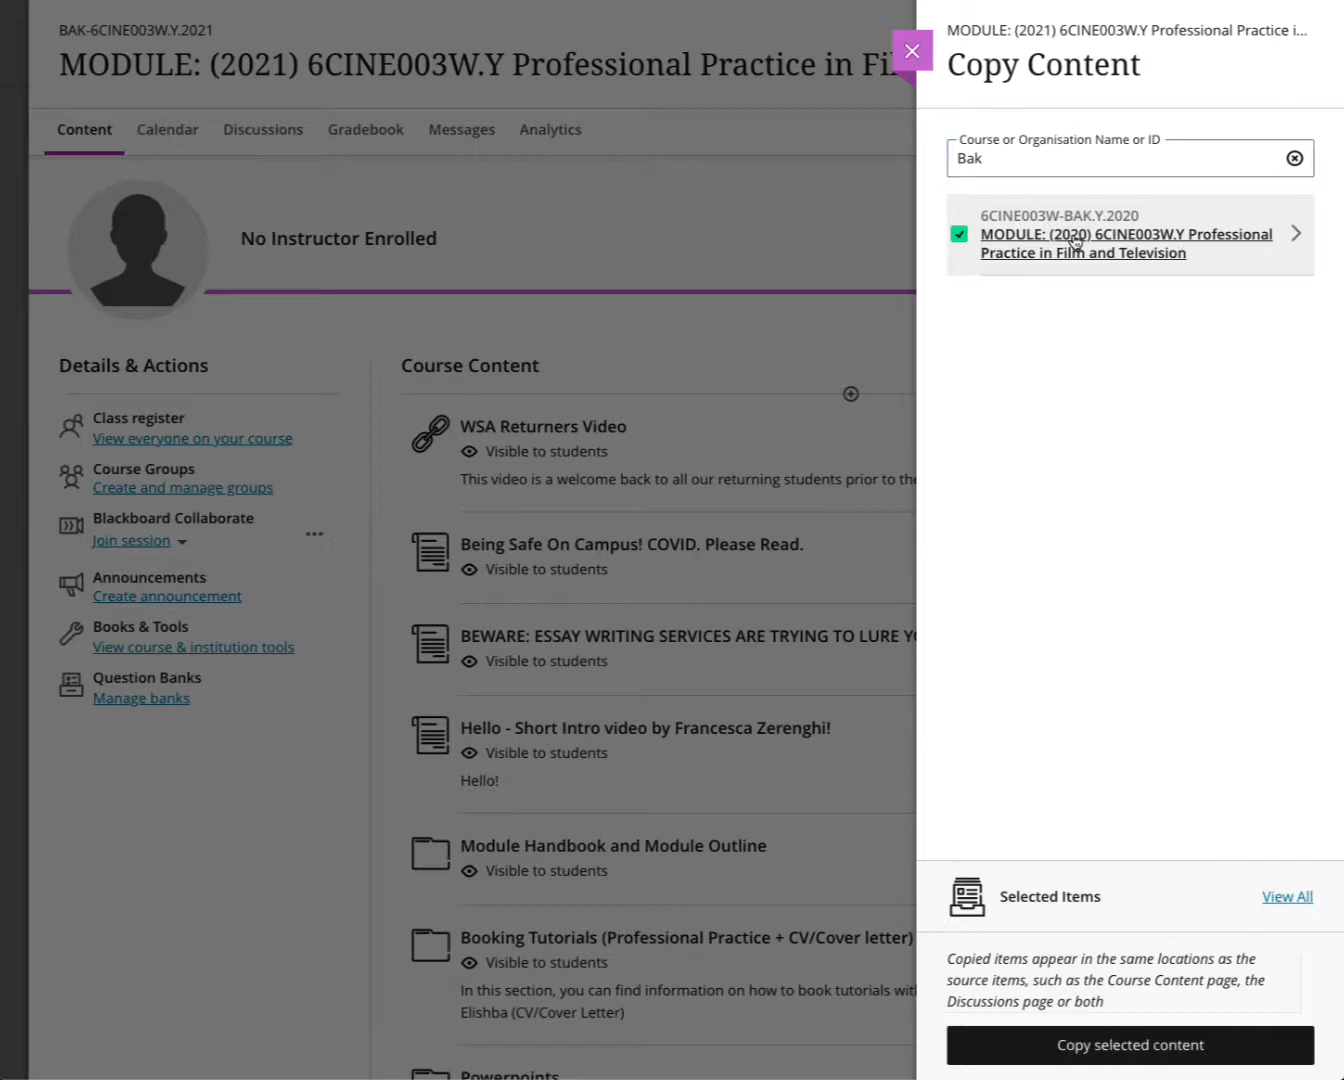 BAK-6CINE003W.Y.2021
MODULE: (2021) 6CINE003W.Y Professional Practice in Fi
Content
Calendar
Discussions
Gradebook
Messages
Analytics
No Instructor Enrolled
Details & Actions
Class register
View everyone on your course
Course Groups
Create and manage groups
Blackboard Collaborate
Join session
Announcements
Create announcement
Books & Tools
View course & institution tools
Question Banks
Manage banks
Course Content
WSA Returners Video
Visible to students
This video is a welcome back to all our returning students prior to the
Being Safe On Campus! COVID. Please Read.
Visible to students
BEWARE: ESSAY WRITING SERVICES ARE TRYING TO LURE
Visible to students
Hello - Short Intro video by Francesca Zerenghi!
Visible to students
Hello!
Module Handbook and Module Outline
Visible to students
Booking Tutorials (Professional Practice + CV/Cover letter)
Visible to students
In this section, you can find information on how to book tutorials
Elishba (CV/Cover Letter)
Powerpoints
MODULE: (2021) 6CINE003W.Y Professional Practice i...
Copy Content
Course or Organisation Name or ID
Bak
6CINE003W-BAK.Y.2020
MODULE: (2020) 6CINE003W.Y Professional
Practice in Film and Television
Selected Items
View All
Copied items appear in the same locations as the
source items, such as the Course Content page, the
Discussions page or both
Copy selected content